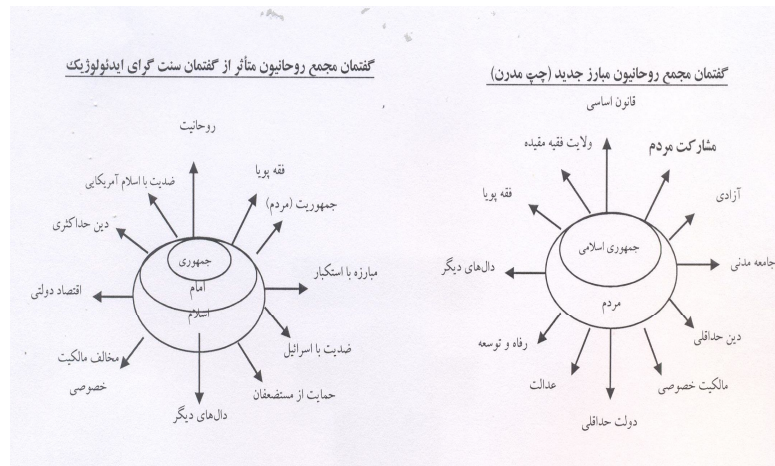 گفتمان مجمع روحانیون مبارز جدید (چپ مدرن)
قانون اساسی
مشارکت مردم
ولایت فقیه مقیده
آزادی
فقه پویا
جامعه مدنی
جمهوری اسلامی
دال‌های دیگر
مردم
دین حداقلی
رفاه و توسعه
مالکیت خصوصی
عدالت
دولت حداقلی
گفتمان مجمع روحانیون متأثر از گفتمان سنت گرای ایدئولوژیک
روحانیت
فقه پویا
ضدیت با اسلام آمریکایی
جمهوریت (مردم)
دین حداکثری
جمهوری
مبارزه با استکبار
امام
اقتصاد دولتی
اسلام
ضدیت با اسرائیل
مخالف مالکیت
خصوصی
حمایت از مستضعفان
دال‌های دیگر